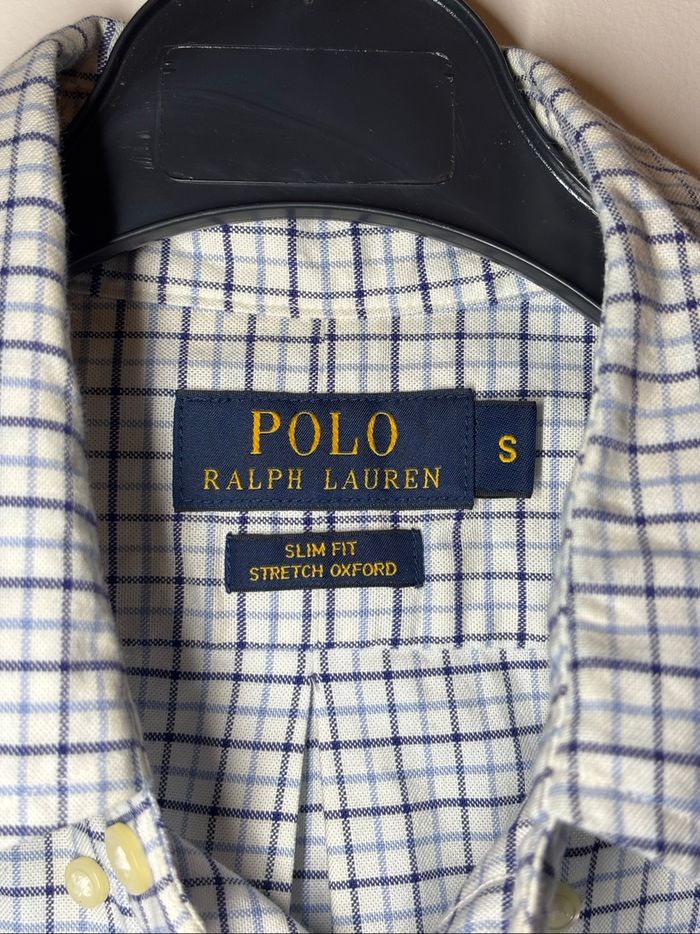 POLO
RALPH LAUREN
S
SLIM FIT
STRETCH OXFORD